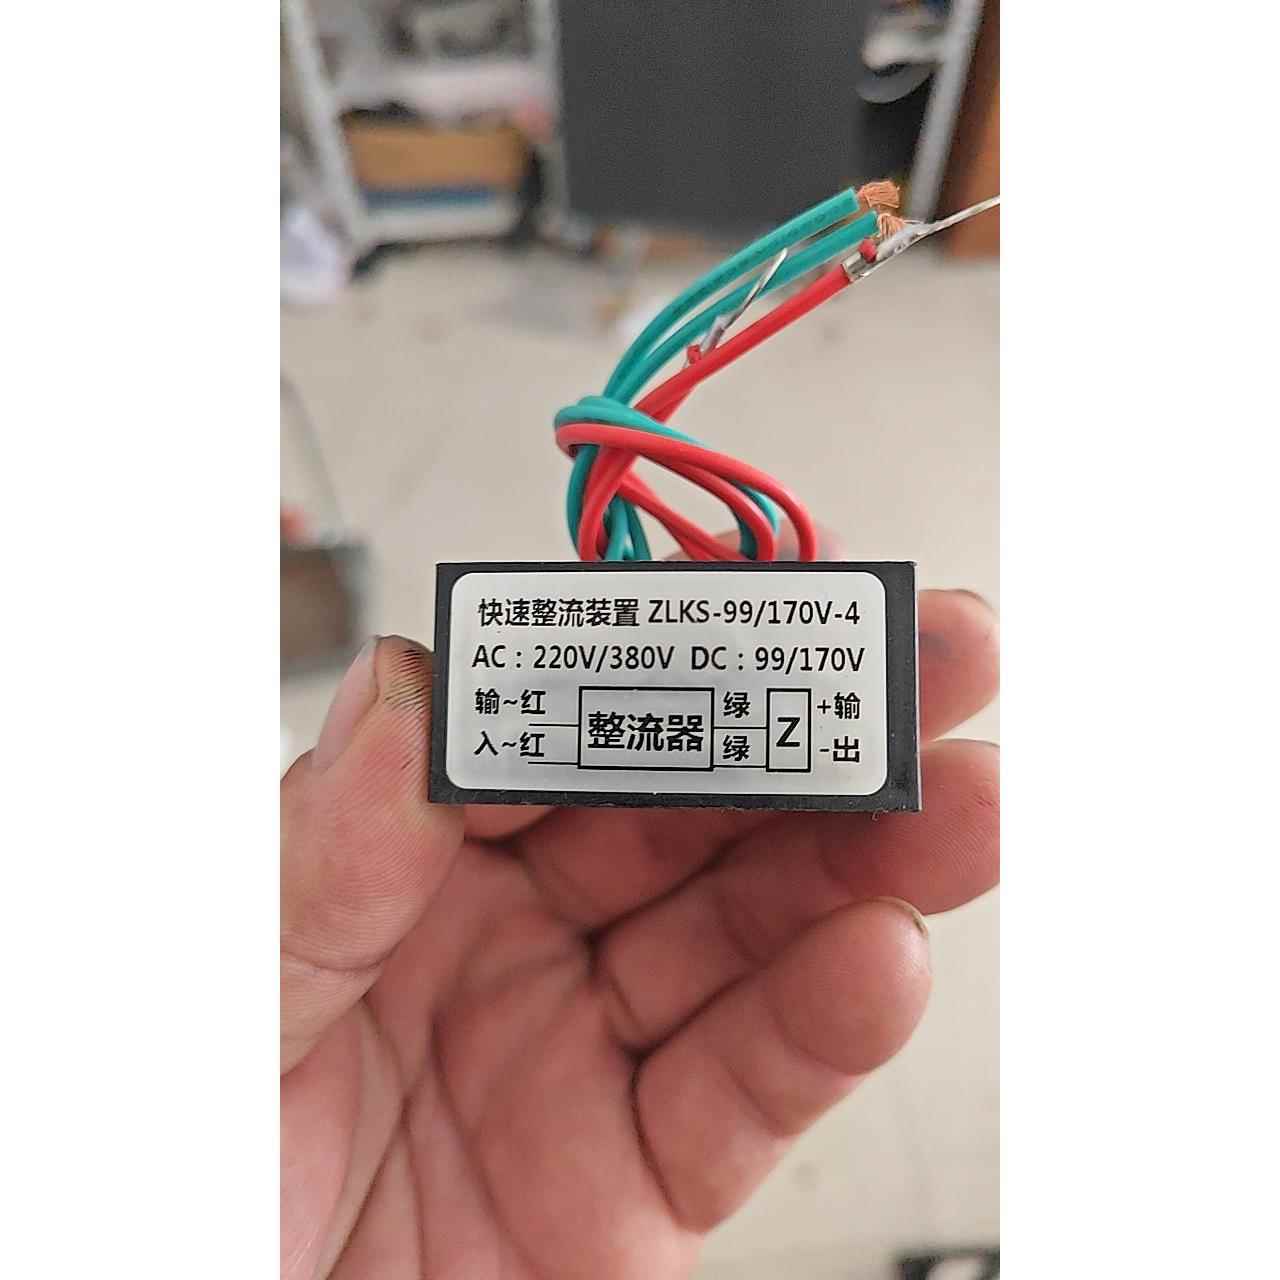 快速整流装置 ZLKS-99/170V-4
AC：220V/380V DC：99/170V
输~红 整流器 绿 Z +输
入~红 绿 -出